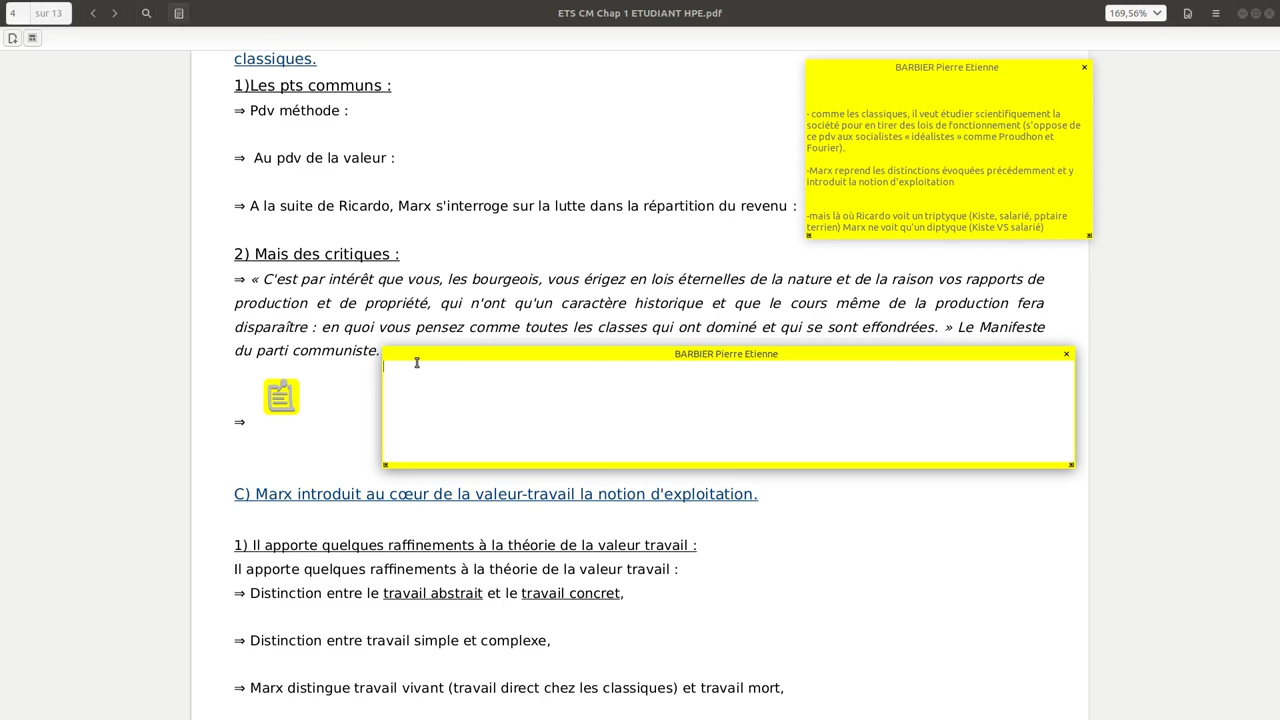 4 sur 13
ETS CM Chap 1 ETUDIANT HPE.pdf
169,56%
classiques.
1)Les pts communs :
⇒ Pdv méthode :
⇒ Au pdv de la valeur :
⇒ A la suite de Ricardo, Marx s'interroge sur la lutte dans la répartition du revenu :
BARBIER Pierre Etienne
- comme les classiques, il veut étudier scientifiquement la
société pour en tirer des lois de fonctionnement (s'oppose de
ce pdv aux socialistes « idéalistes » comme Proudhon et
Fourier).
-Marx reprend les distinctions évoquées précédemment et y
introduit la notion d'exploitation
-mais là où Ricardo voit un triptyque (Kiste, salarié, pptaire
terrien) Marx ne voit qu'un diptyque (Kiste VS salarié)
2) Mais des critiques :
⇒ « C'est par intérêt que vous, les bourgeois, vous érigez en lois éternelles de la nature et de la raison vos rapports de
production et de propriété, qui n'ont qu'un caractère historique et que le cours même de la production fera
disparaître : en quoi vous pensez comme toutes les classes qui ont dominé et qui se sont effondrées. » Le Manifeste
du parti communiste.
BARBIER Pierre Etienne
⇒
C) Marx introduit au cœur de la valeur-travail la notion d'exploitation.
1) Il apporte quelques raffinements à la théorie de la valeur travail :
Il apporte quelques raffinements à la théorie de la valeur travail :
⇒ Distinction entre le travail abstrait et le travail concret,
⇒ Distinction entre travail simple et complexe,
⇒ Marx distingue travail vivant (travail direct chez les classiques) et travail mort,